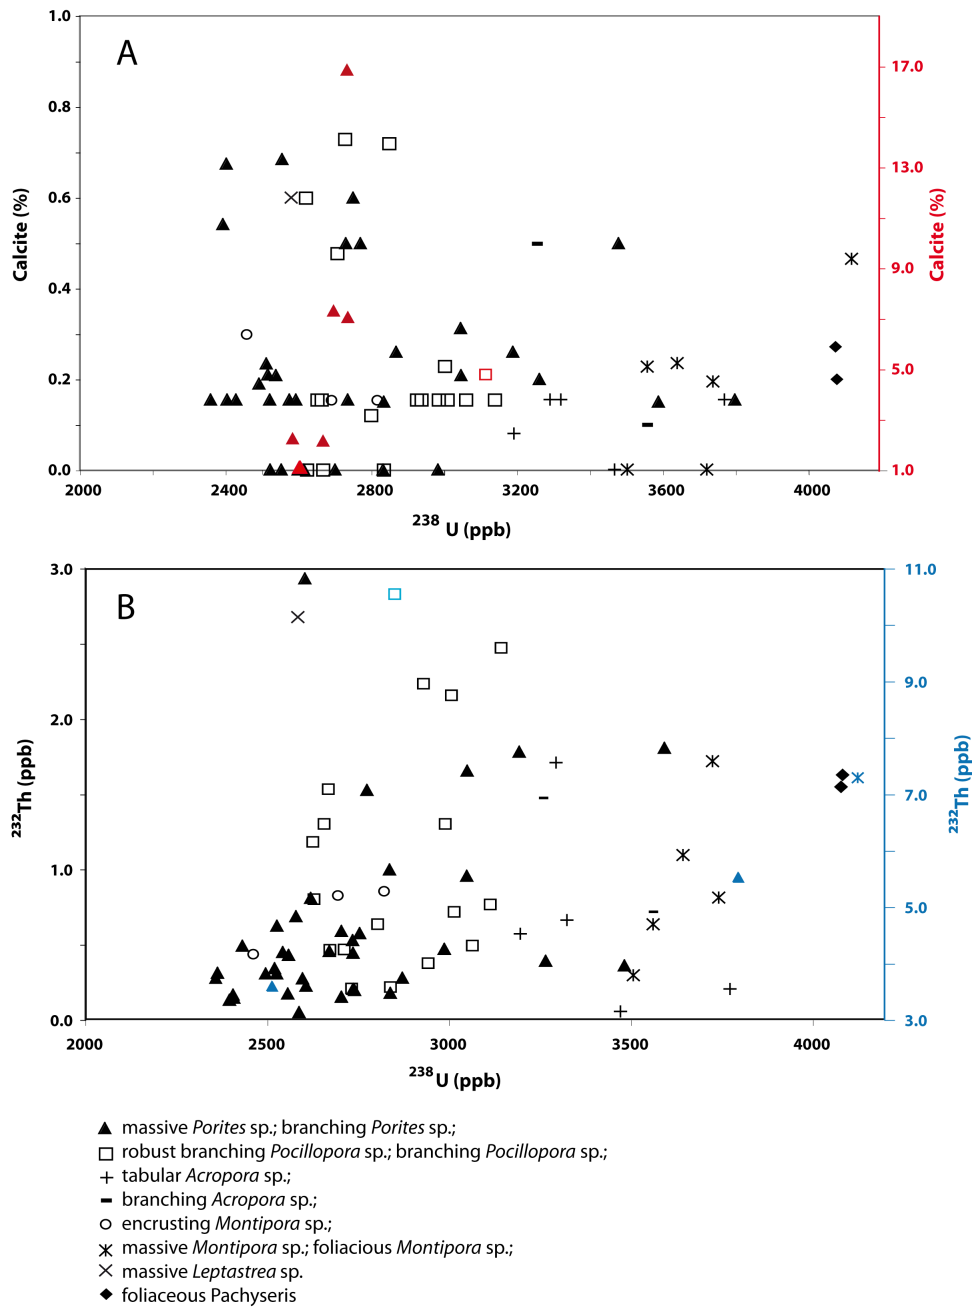 A
1.0
0.8
0.6
0.4
0.2
0.0
Calcite (%)
17.0
13.0
9.0
5.0
1.0
Calcite (%)
2000 2400 2800 3200 3600 4000
238 U (ppb)
B
3.0
2.0
1.0
0.0
232Th (ppb)
11.0
9.0
7.0
5.0
3.0
232Th (ppb)
2000 2500 3000 3500 4000
238 U (ppb)
massive Porites sp.; branching Porites sp.;
robust branching Pocillopora sp.; branching Pocillopora sp.;
tabular Acropora sp.;
branching Acropora sp.;
encrusting Montipora sp.;
massive Montipora sp.; foliacious Montipora sp.;
massive Leptastrea sp.
foliaceous Pachyseris